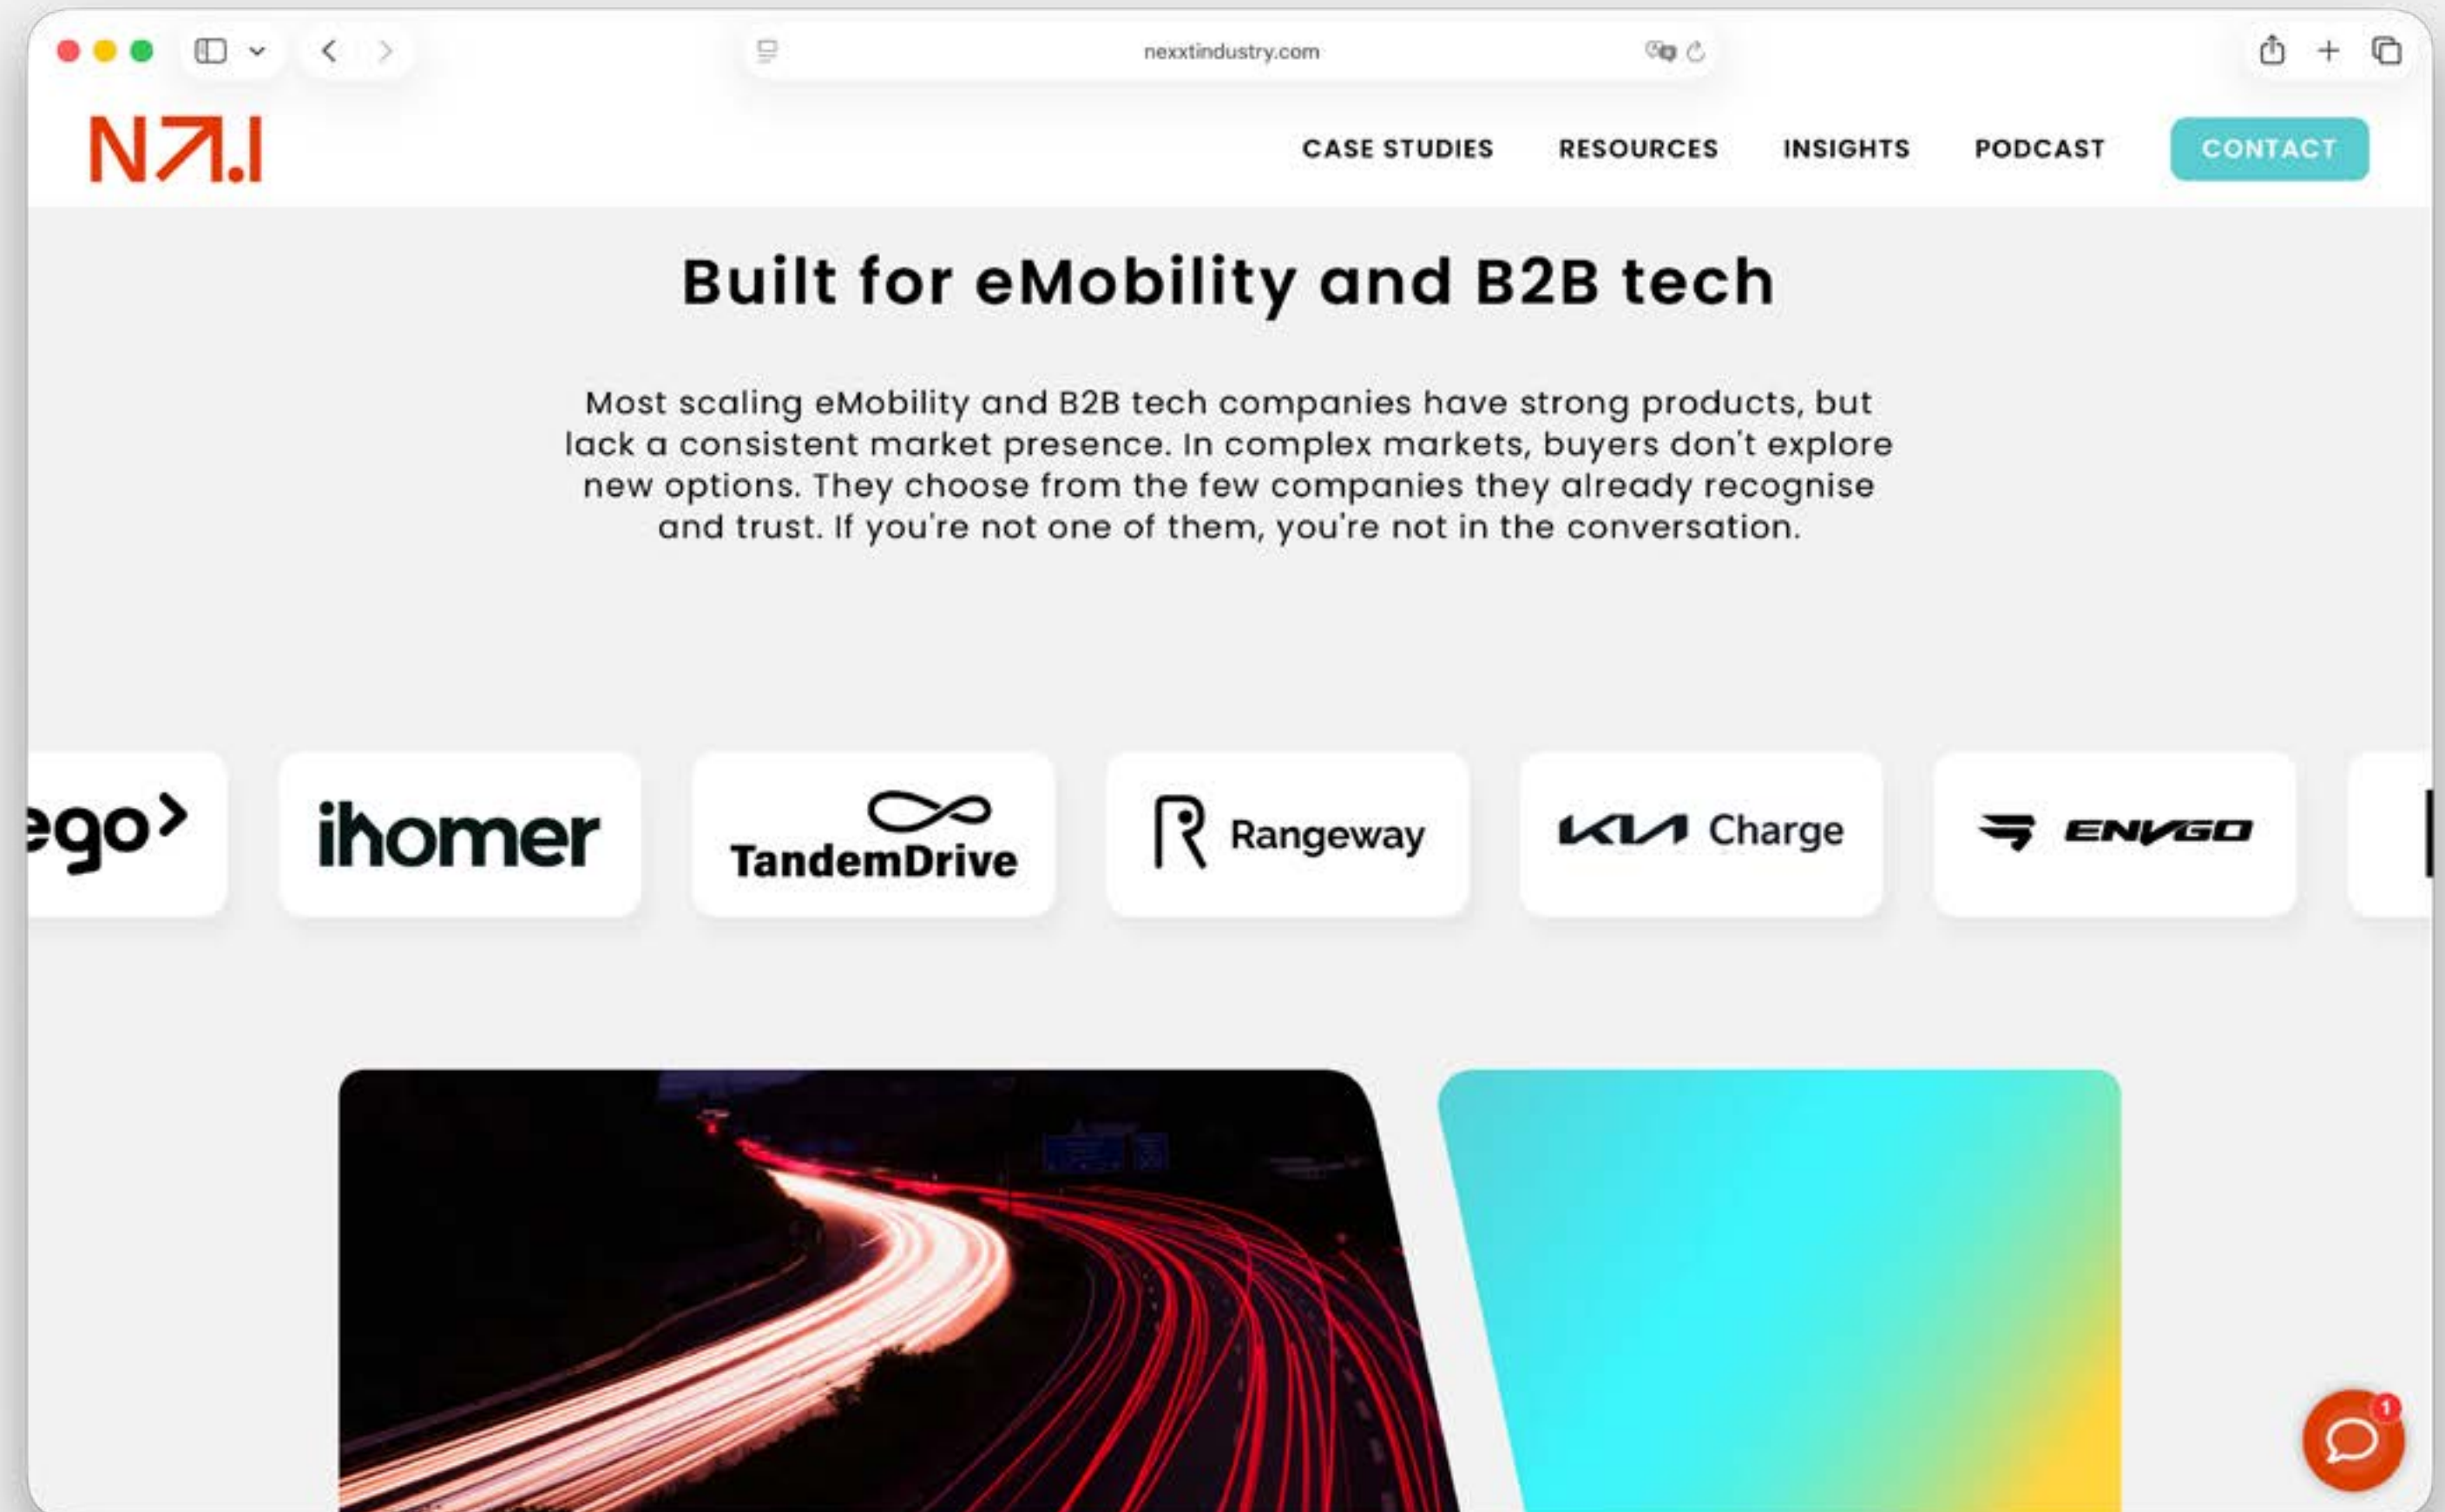 nexxtindustry.com
N.I
CASE STUDIES RESOURCES INSIGHTS PODCAST CONTACT
Built for eMobility and B2B tech
Most scaling eMobility and B2B tech companies have strong products, but
lack a consistent market presence. In complex markets, buyers don't explore
new options. They choose from the few companies they already recognise
and trust. If you're not one of them, you're not in the conversation.
ego>
ihomer
TandemDrive
R Rangeway
KIA Charge
ENVGO
1